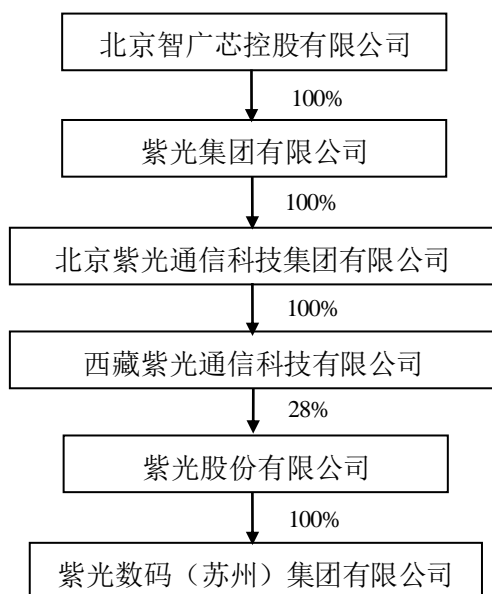 北京智广芯控股有限公司
100%
紫光集团有限公司
100%
北京紫光通信科技集团有限公司
100%
西藏紫光通信科技有限公司
28%
紫光股份有限公司
100%
紫光数码（苏州）集团有限公司